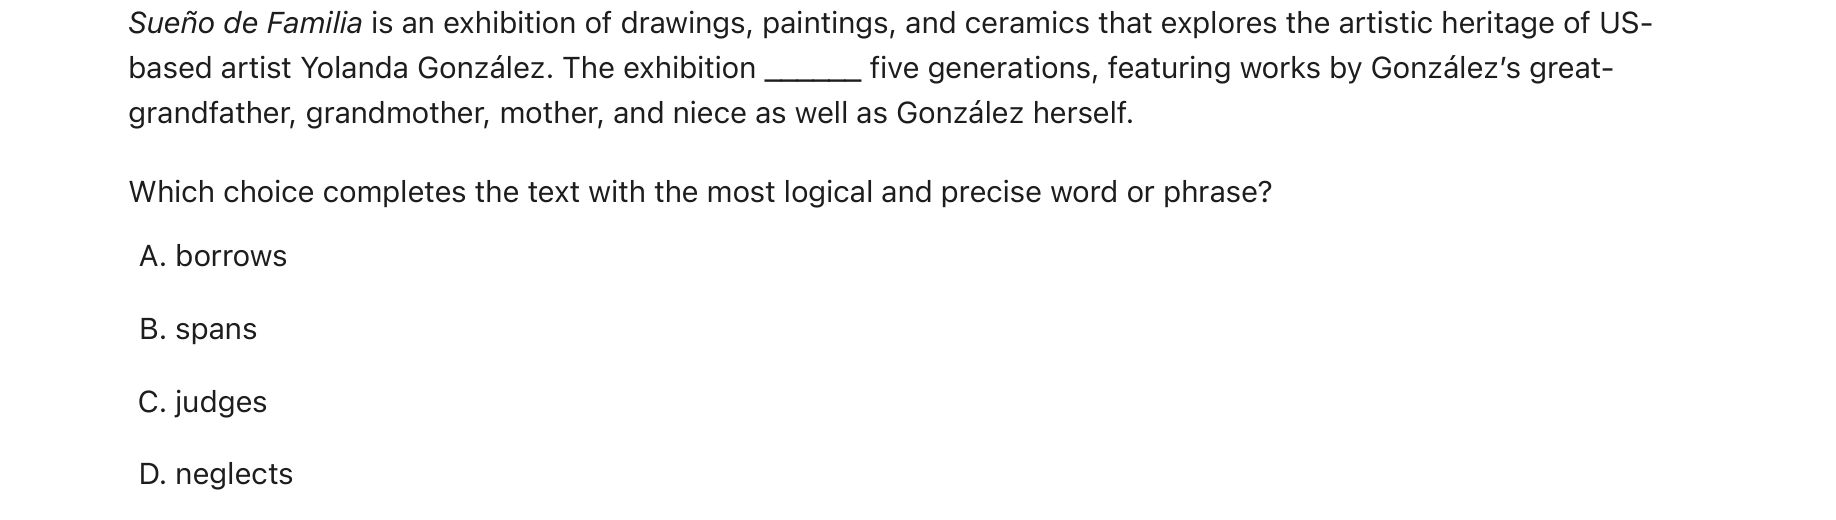 Sueño de Familia is an exhibition of drawings, paintings, and ceramics that explores the artistic heritage of US-
based artist Yolanda González. The exhibition ______ five generations, featuring works by González’s great-
grandfather, grandmother, mother, and niece as well as González herself.
Which choice completes the text with the most logical and precise word or phrase?
A. borrows
B. spans
C. judges
D. neglects